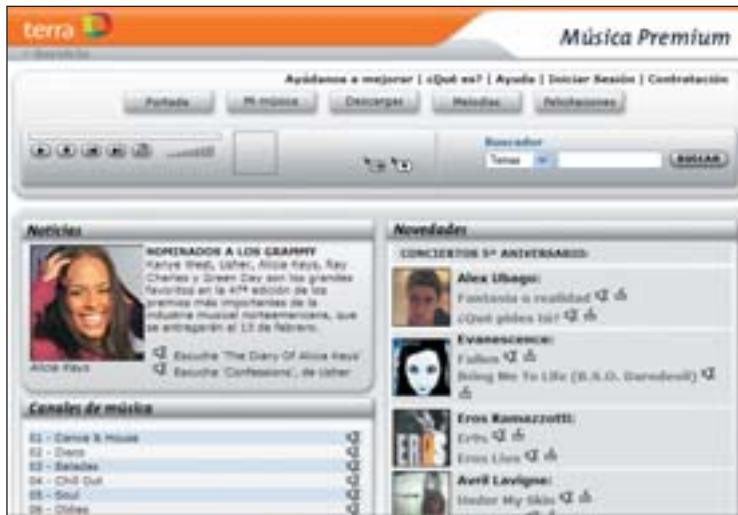 terra
Música Premium
Ayúdanos a mejorar | ¿Qué es? | Ayuda | Iniciar Sesión | Contratación
Portada Mi música Descargas Melodías Felicitaciones
Buscador
Temas BUSCAR
Noticias
NOMINADOS A LOS GRAMMY
Kanye West, Usher, Alicia Keys, Ray
Charles y Green Day son los grandes
favoritos en la 47ª edición de los
premios más importantes de la
industria musical norteamericana, que
se entregarán el 13 de febrero.
Escucha 'The Diary Of Alicia Keys'
Escucha 'Confessions', de Usher
Alicia Keys
Canales de música
01 - Dance & House
02 - Disco
03 - Baladas
04 - Chill Out
05 - Soul
06 - Oldies
Novedades
CONCIERTOS 5º ANIVERSARIO:
Alex Ubago:
Fantasía o realidad
¿Qué pides tú?
Evanescence:
Fallen
Bring Me To Life (B.S.O. Daredevil)
Eros Ramazzotti:
Er9s
Eros Live
Avril Lavigne:
Under My Skin